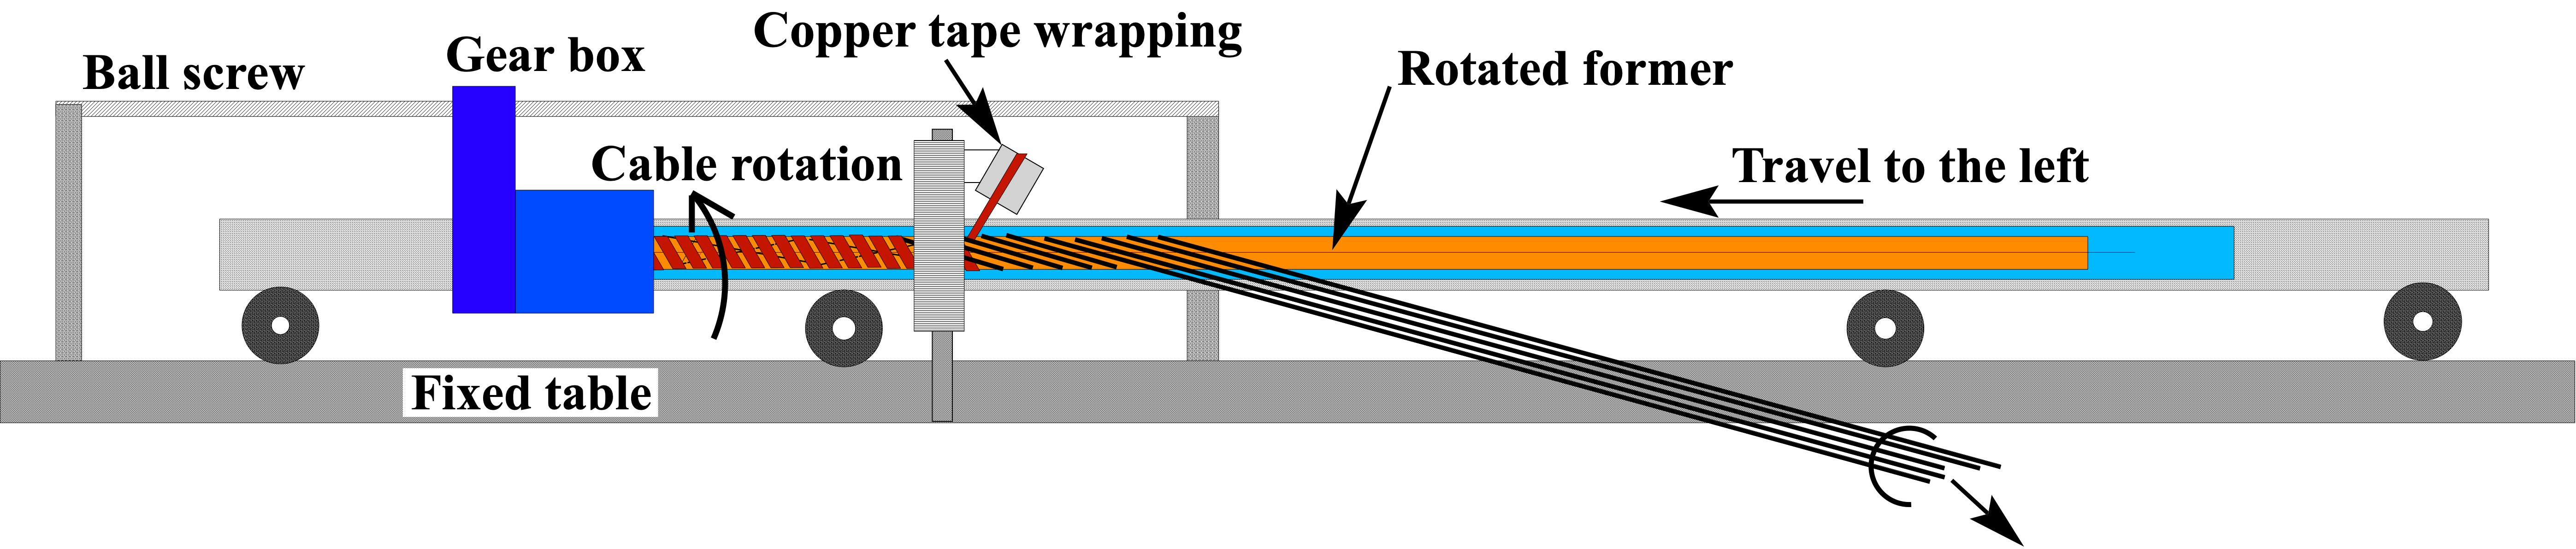 Copper tape wrapping
Gear box
Ball screw
Rotated former
Cable rotation
Travel to the left
Fixed table